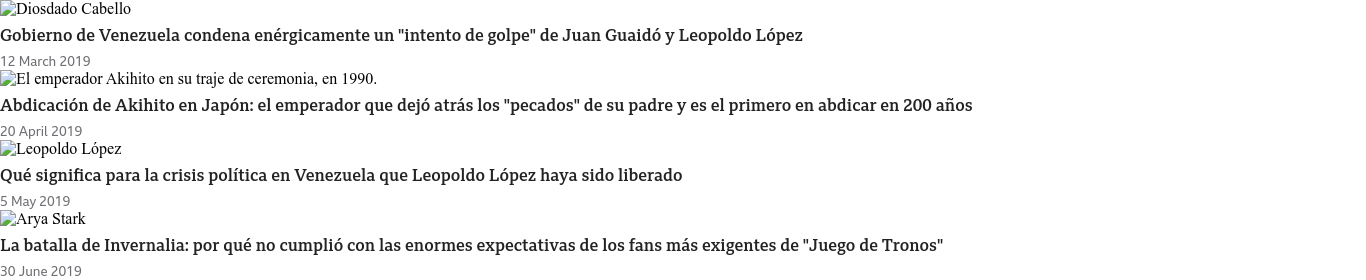 Diosdado Cabello
Gobierno de Venezuela condena enérgicamente un "intento de golpe" de Juan Guaidó y Leopoldo López
12 March 2019
El emperador Akihito en su traje de ceremonia, en 1990.
Abdicación de Akihito en Japón: el emperador que dejó atrás los "pecados" de su padre y es el primero en abdicar en 200 años
20 April 2019
Leopoldo López
Qué significa para la crisis política en Venezuela que Leopoldo López haya sido liberado
5 May 2019
Arya Stark
La batalla de Invernalia: por qué no cumplió con las enormes expectativas de los fans más exigentes de "Juego de Tronos"
30 June 2019